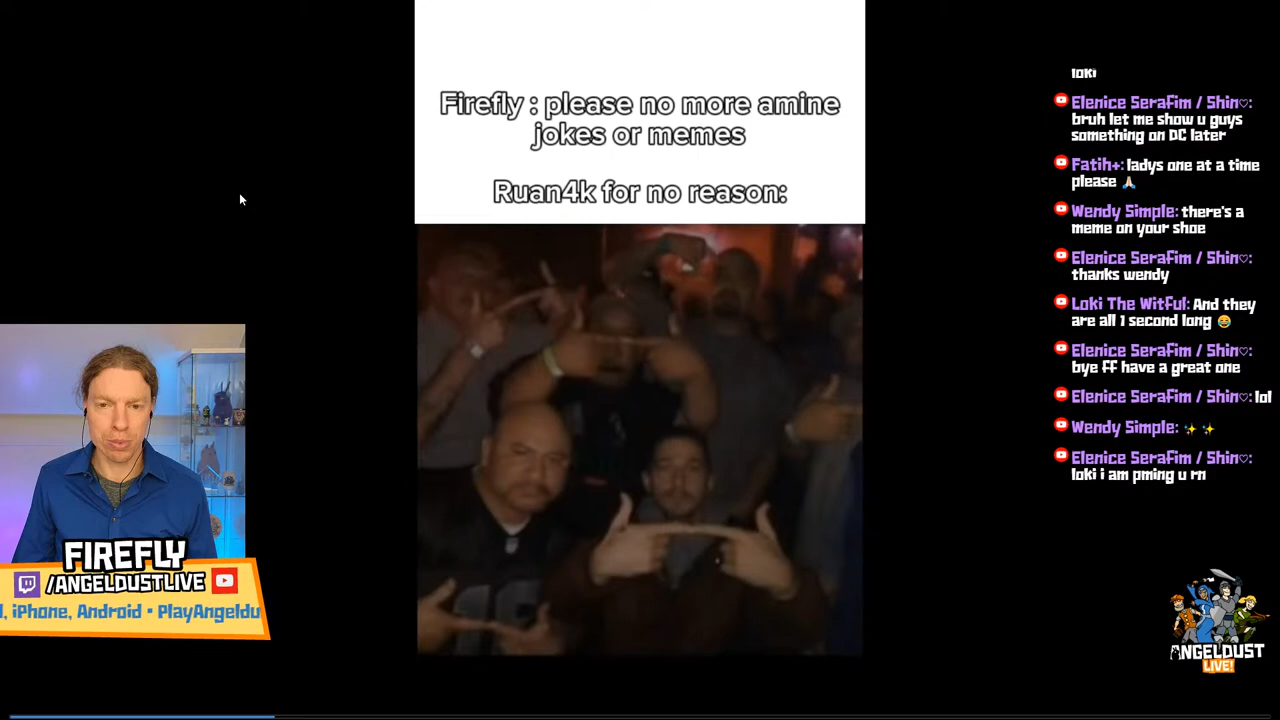 Firefly : please no more amine
jokes or memes
Ruan4k for no reason:
loki
Elenice Serafim / Shin♡:
bruh let me show u guys
something on DC later
Fatih+: ladys one at a time
please 🙏🏻
Wendy Simple: there's a
meme on your shoe
Elenice Serafim / Shin♡:
thanks wendy
Loki The Witful: And they
are all 1 second long 😂
Elenice Serafim / Shin♡:
bye ff have a great one
Elenice Serafim / Shin♡: lol
Wendy Simple: ✨ ✨
Elenice Serafim / Shin♡:
loki i am pming u rn
FIREFLY
/ANGELDUSTLIVE
, iPhone, Android • PlayAngeldu
ANGELDUST
LIVE!